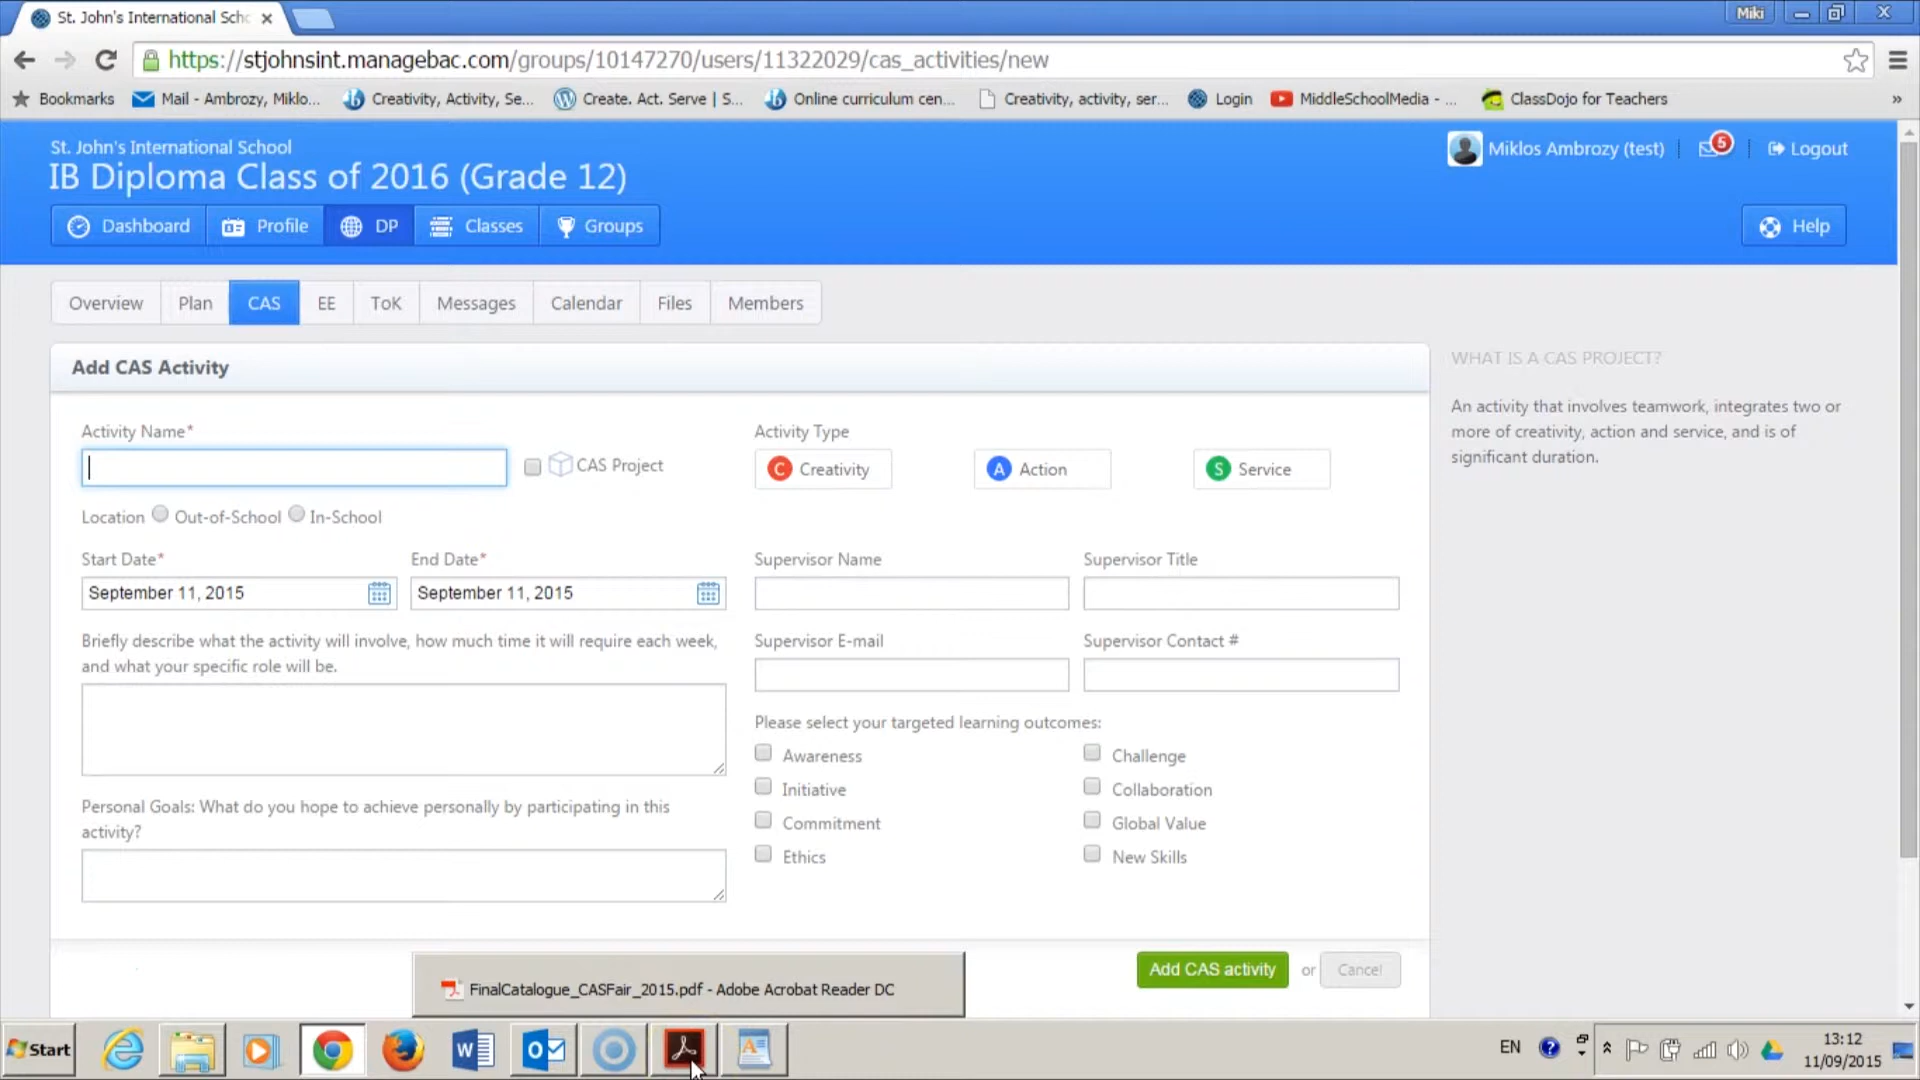 St. John's International Scho
Miki
https://stjohnsint.managebac.com/groups/10147270/users/11322029/cas_activities/new
Bookmarks Mail - Ambrozy, Miklo... Creativity, Activity, Se... Create. Act. Serve | S... Online curriculum cen... Creativity, activity, ser... Login MiddleSchoolMedia - ... ClassDojo for Teachers »
St. John's International School
IB Diploma Class of 2016 (Grade 12)
Miklos Ambrozy (test) 5 Logout
Dashboard Profile DP Classes Groups Help
Overview Plan CAS EE ToK Messages Calendar Files Members
Add CAS Activity
WHAT IS A CAS PROJECT?
An activity that involves teamwork, integrates two or
more of creativity, action and service, and is of
significant duration.
Activity Name* Activity Type
CAS Project C Creativity A Action S Service
Location Out-of-School In-School
Start Date* End Date* Supervisor Name Supervisor Title
September 11, 2015 September 11, 2015
Briefly describe what the activity will involve, how much time it will require each week,
and what your specific role will be.
Supervisor E-mail Supervisor Contact #
Please select your targeted learning outcomes:
Awareness Challenge
Initiative Collaboration
Commitment Global Value
Ethics New Skills
Personal Goals: What do you hope to achieve personally by participating in this
activity?
Add CAS activity or Cancel
FinalCatalogue_CASFair_2015.pdf - Adobe Acrobat Reader DC
Start EN 13:12
11/09/2015